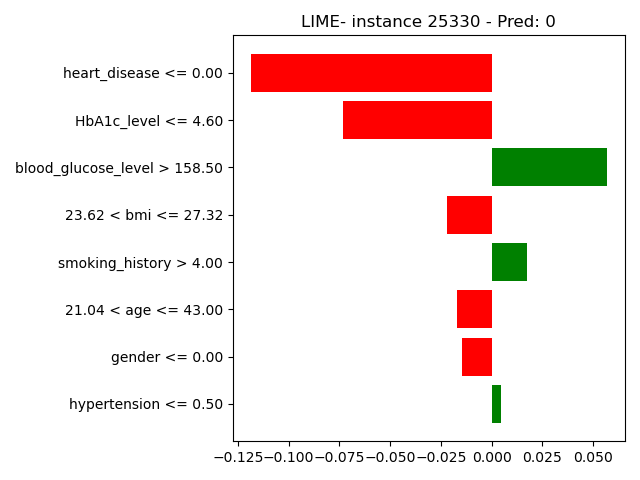 LIME- instance 25330 - Pred: 0
heart_disease <= 0.00
HbA1c_level <= 4.60
blood_glucose_level > 158.50
23.62 < bmi <= 27.32
smoking_history > 4.00
21.04 < age <= 43.00
gender <= 0.00
hypertension <= 0.50
−0.125 −0.100 −0.075 −0.050 −0.025 0.000 0.025 0.050